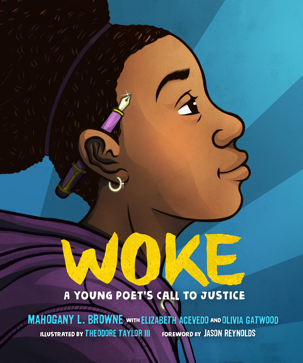 WOKE
A YOUNG POET'S CALL TO JUSTICE
MAHOGANY L. BROWNE WITH ELIZABETH ACEVEDO AND OLIVIA GATWOOD
ILLUSTRATED BY THEODORE TAYLOR III FOREWORD BY JASON REYNOLDS